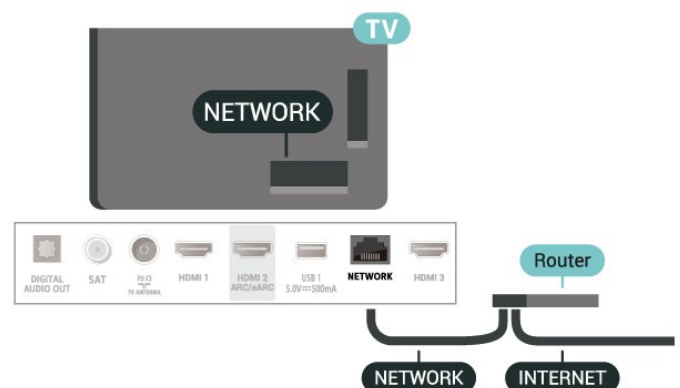 TV
NETWORK
DIGITAL
AUDIO OUT
SAT
75 Ω
TV ANTENNA
HDMI 1
HDMI 2
ARC/eARC
USB 1
5.0V⎓500mA
NETWORK
HDMI 3
Router
NETWORK
INTERNET